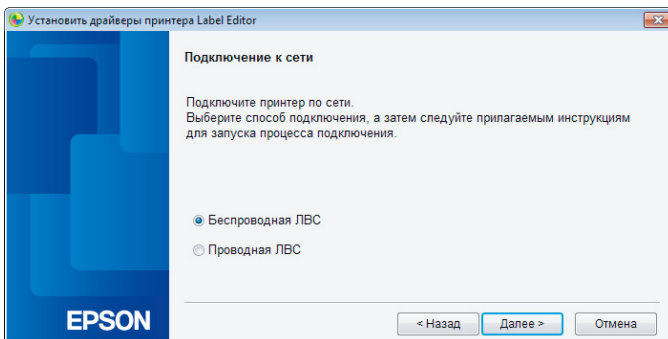 Установить драйверы принтера Label Editor
Подключение к сети
Подключите принтер по сети.
Выберите способ подключения, а затем следуйте прилагаемым инструкциям
для запуска процесса подключения.
Беспроводная ЛВС
Проводная ЛВС
EPSON
< Назад Далее > Отмена